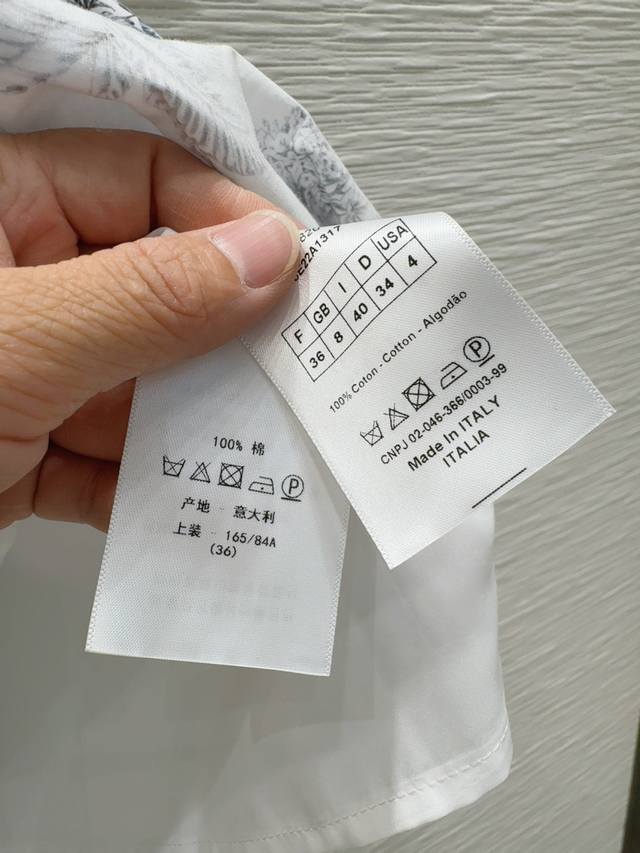 100% 棉
产地 - 意大利
上装 - 165/84A
(36)
E22A1317
F GB I D USA
36 8 40 34 4
100% Coton - Cotton - Algodão
CNPJ 02-046-366/0003-99
Made In ITALY
ITALIA